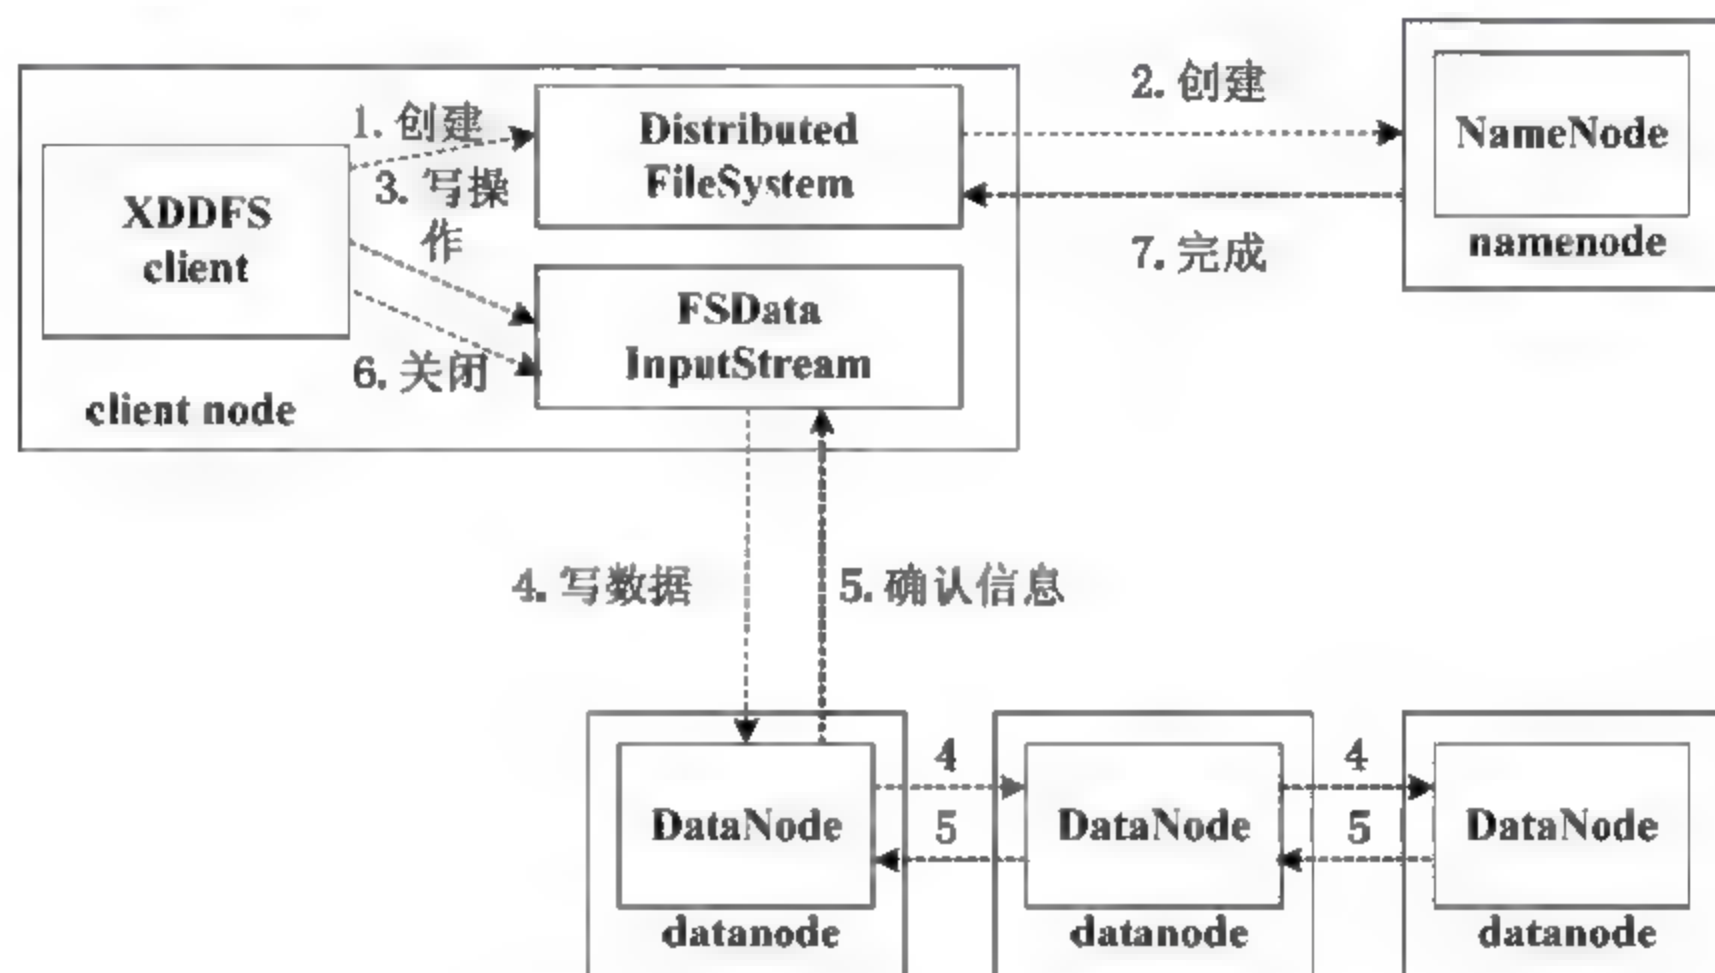 1. 创建
2. 创建
Distributed
FileSystem
NameNode
namenode
3. 写操
作
XDDFS
client
7. 完成
FSData
InputStream
6. 关闭
client node
4. 写数据
5. 确认信息
4
4
DataNode
5
DataNode
5
DataNode
datanode
datanode
datanode